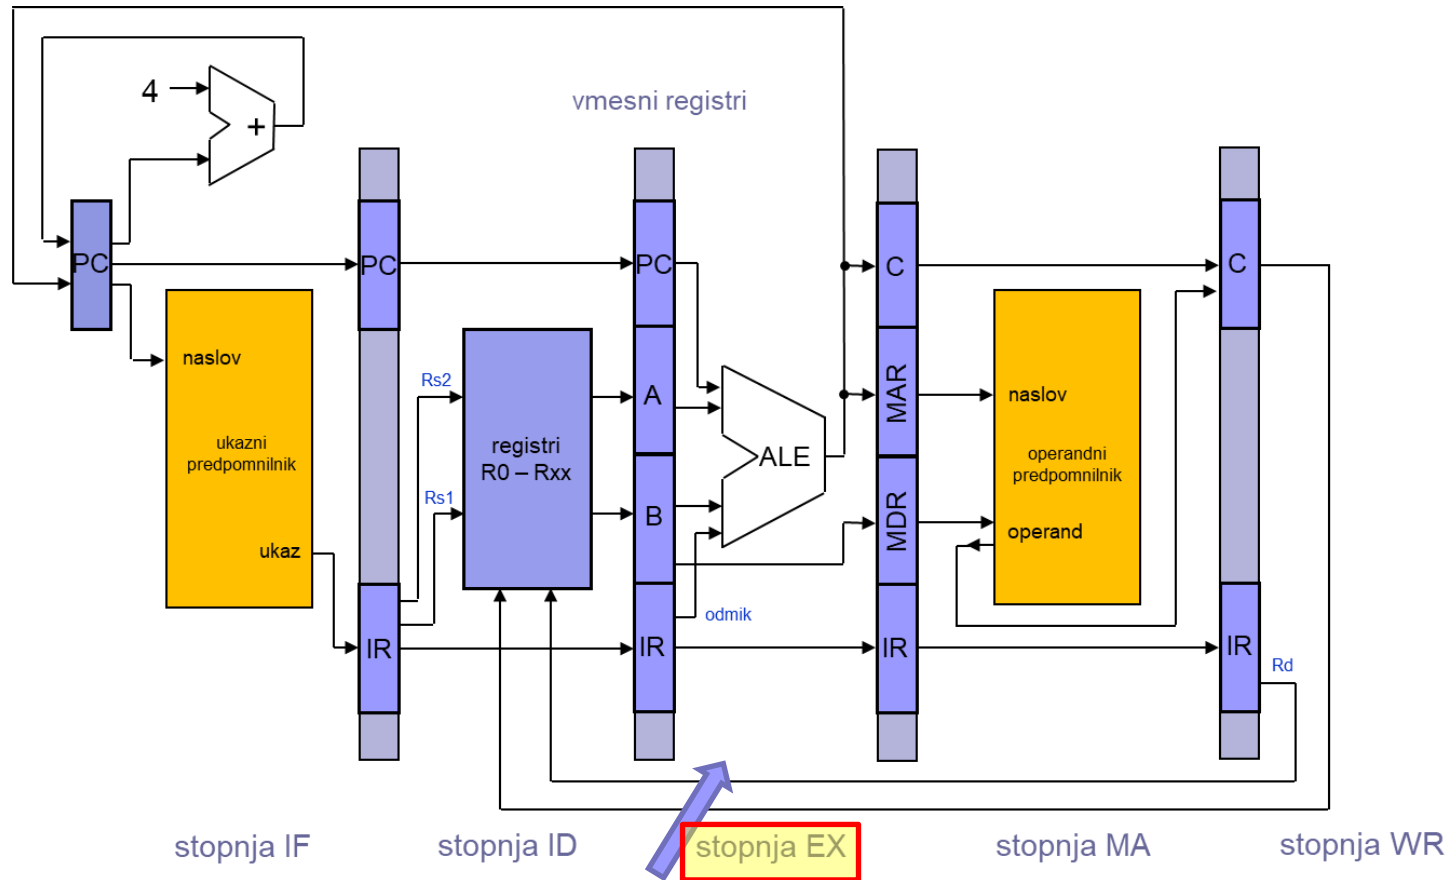 vmesni registri
4
+
PC
PC
PC
C
C
naslov
ukazni
predpomnilnik
ukaz
Rs2
Rs1
registri
R0 – Rxx
A
B
ALE
MAR
MDR
naslov
operandni
predpomnilnik
operand
odmik
IR
IR
IR
IR
Rd
stopnja IF
stopnja ID
stopnja EX
stopnja MA
stopnja WR